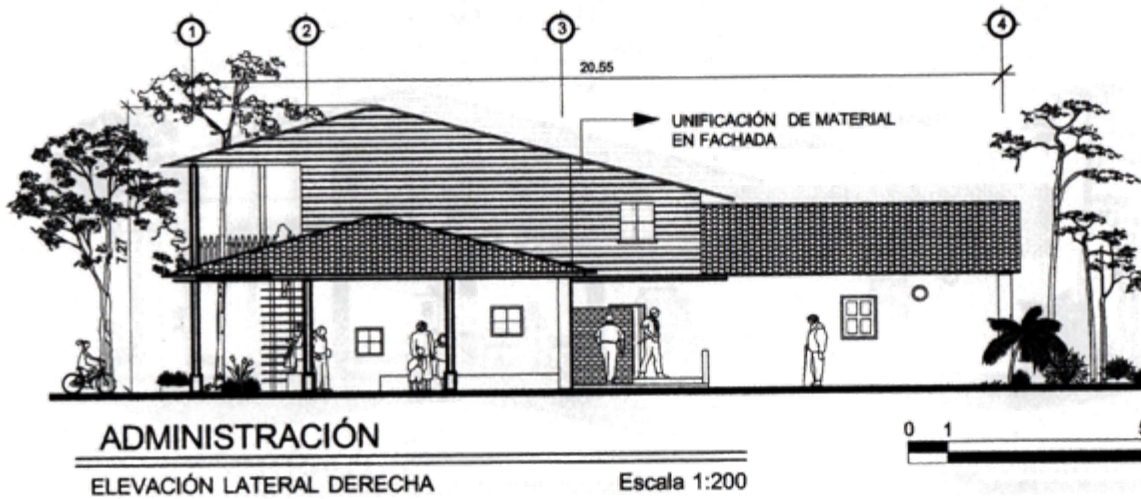 1 2 3 4
20.55
UNIFICACIÓN DE MATERIAL
EN FACHADA
7.27
ADMINISTRACIÓN
ELEVACIÓN LATERAL DERECHA Escala 1:200
0 1 5